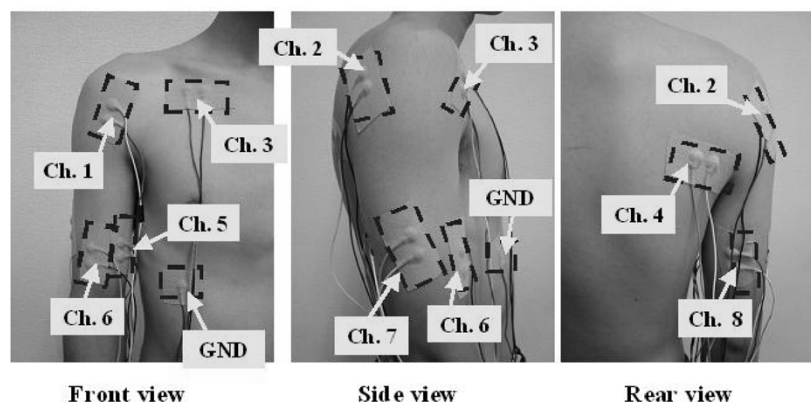 Ch. 1
Ch. 3
Ch. 5
Ch. 6
GND
Front view
Ch. 2
Ch. 3
GND
Ch. 7
Ch. 6
Side view
Ch. 2
Ch. 4
Ch. 8
Rear view